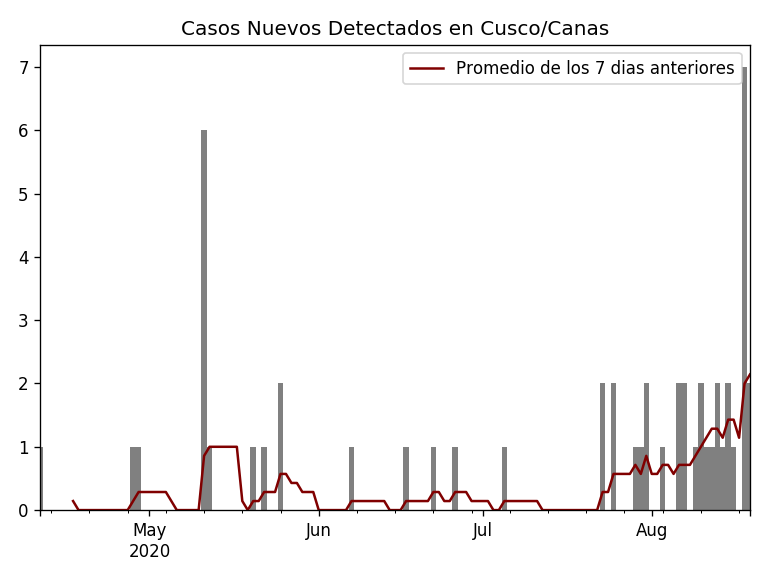 Casos Nuevos Detectados en Cusco/Canas
Promedio de los 7 dias anteriores
7
6
5
4
3
2
1
0
May
2020
Jun
Jul
Aug